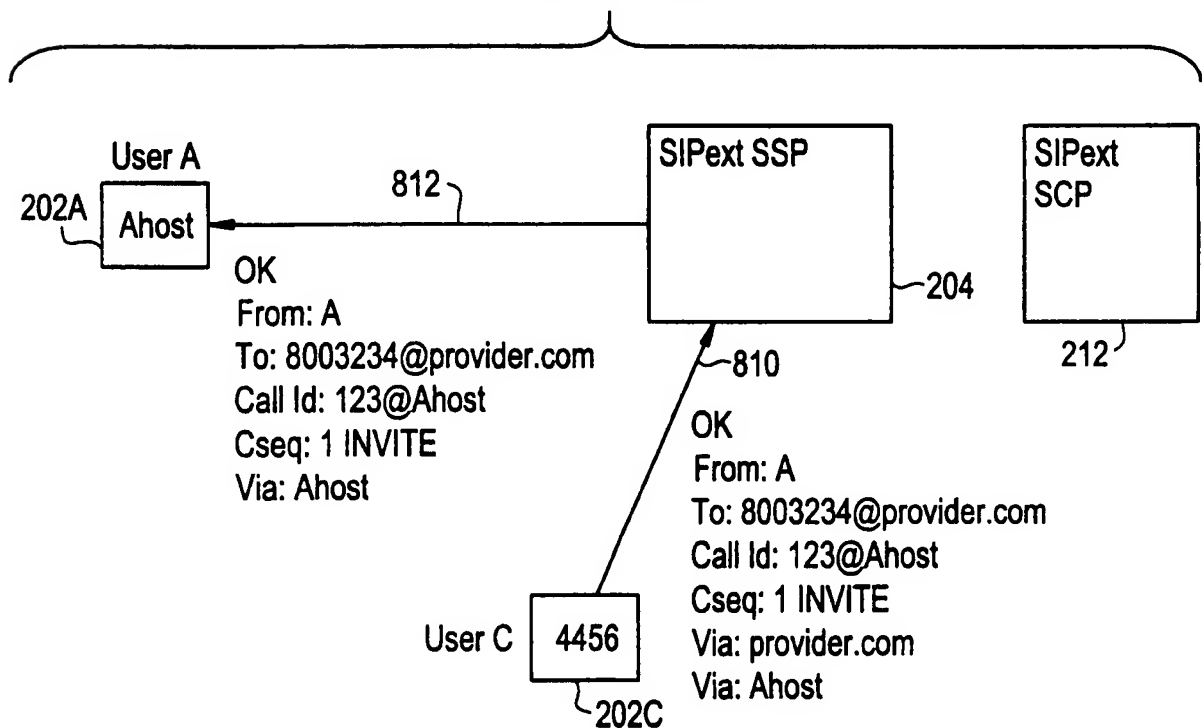 User A
202A
Ahost
812
SIPext SSP
204
SIPext
SCP
212
OK
From: A
To: 8003234@provider.com
Call Id: 123@Ahost
Cseq: 1 INVITE
Via: Ahost
810
OK
From: A
To: 8003234@provider.com
Call Id: 123@Ahost
Cseq: 1 INVITE
Via: provider.com
Via: Ahost
User C
4456
202C